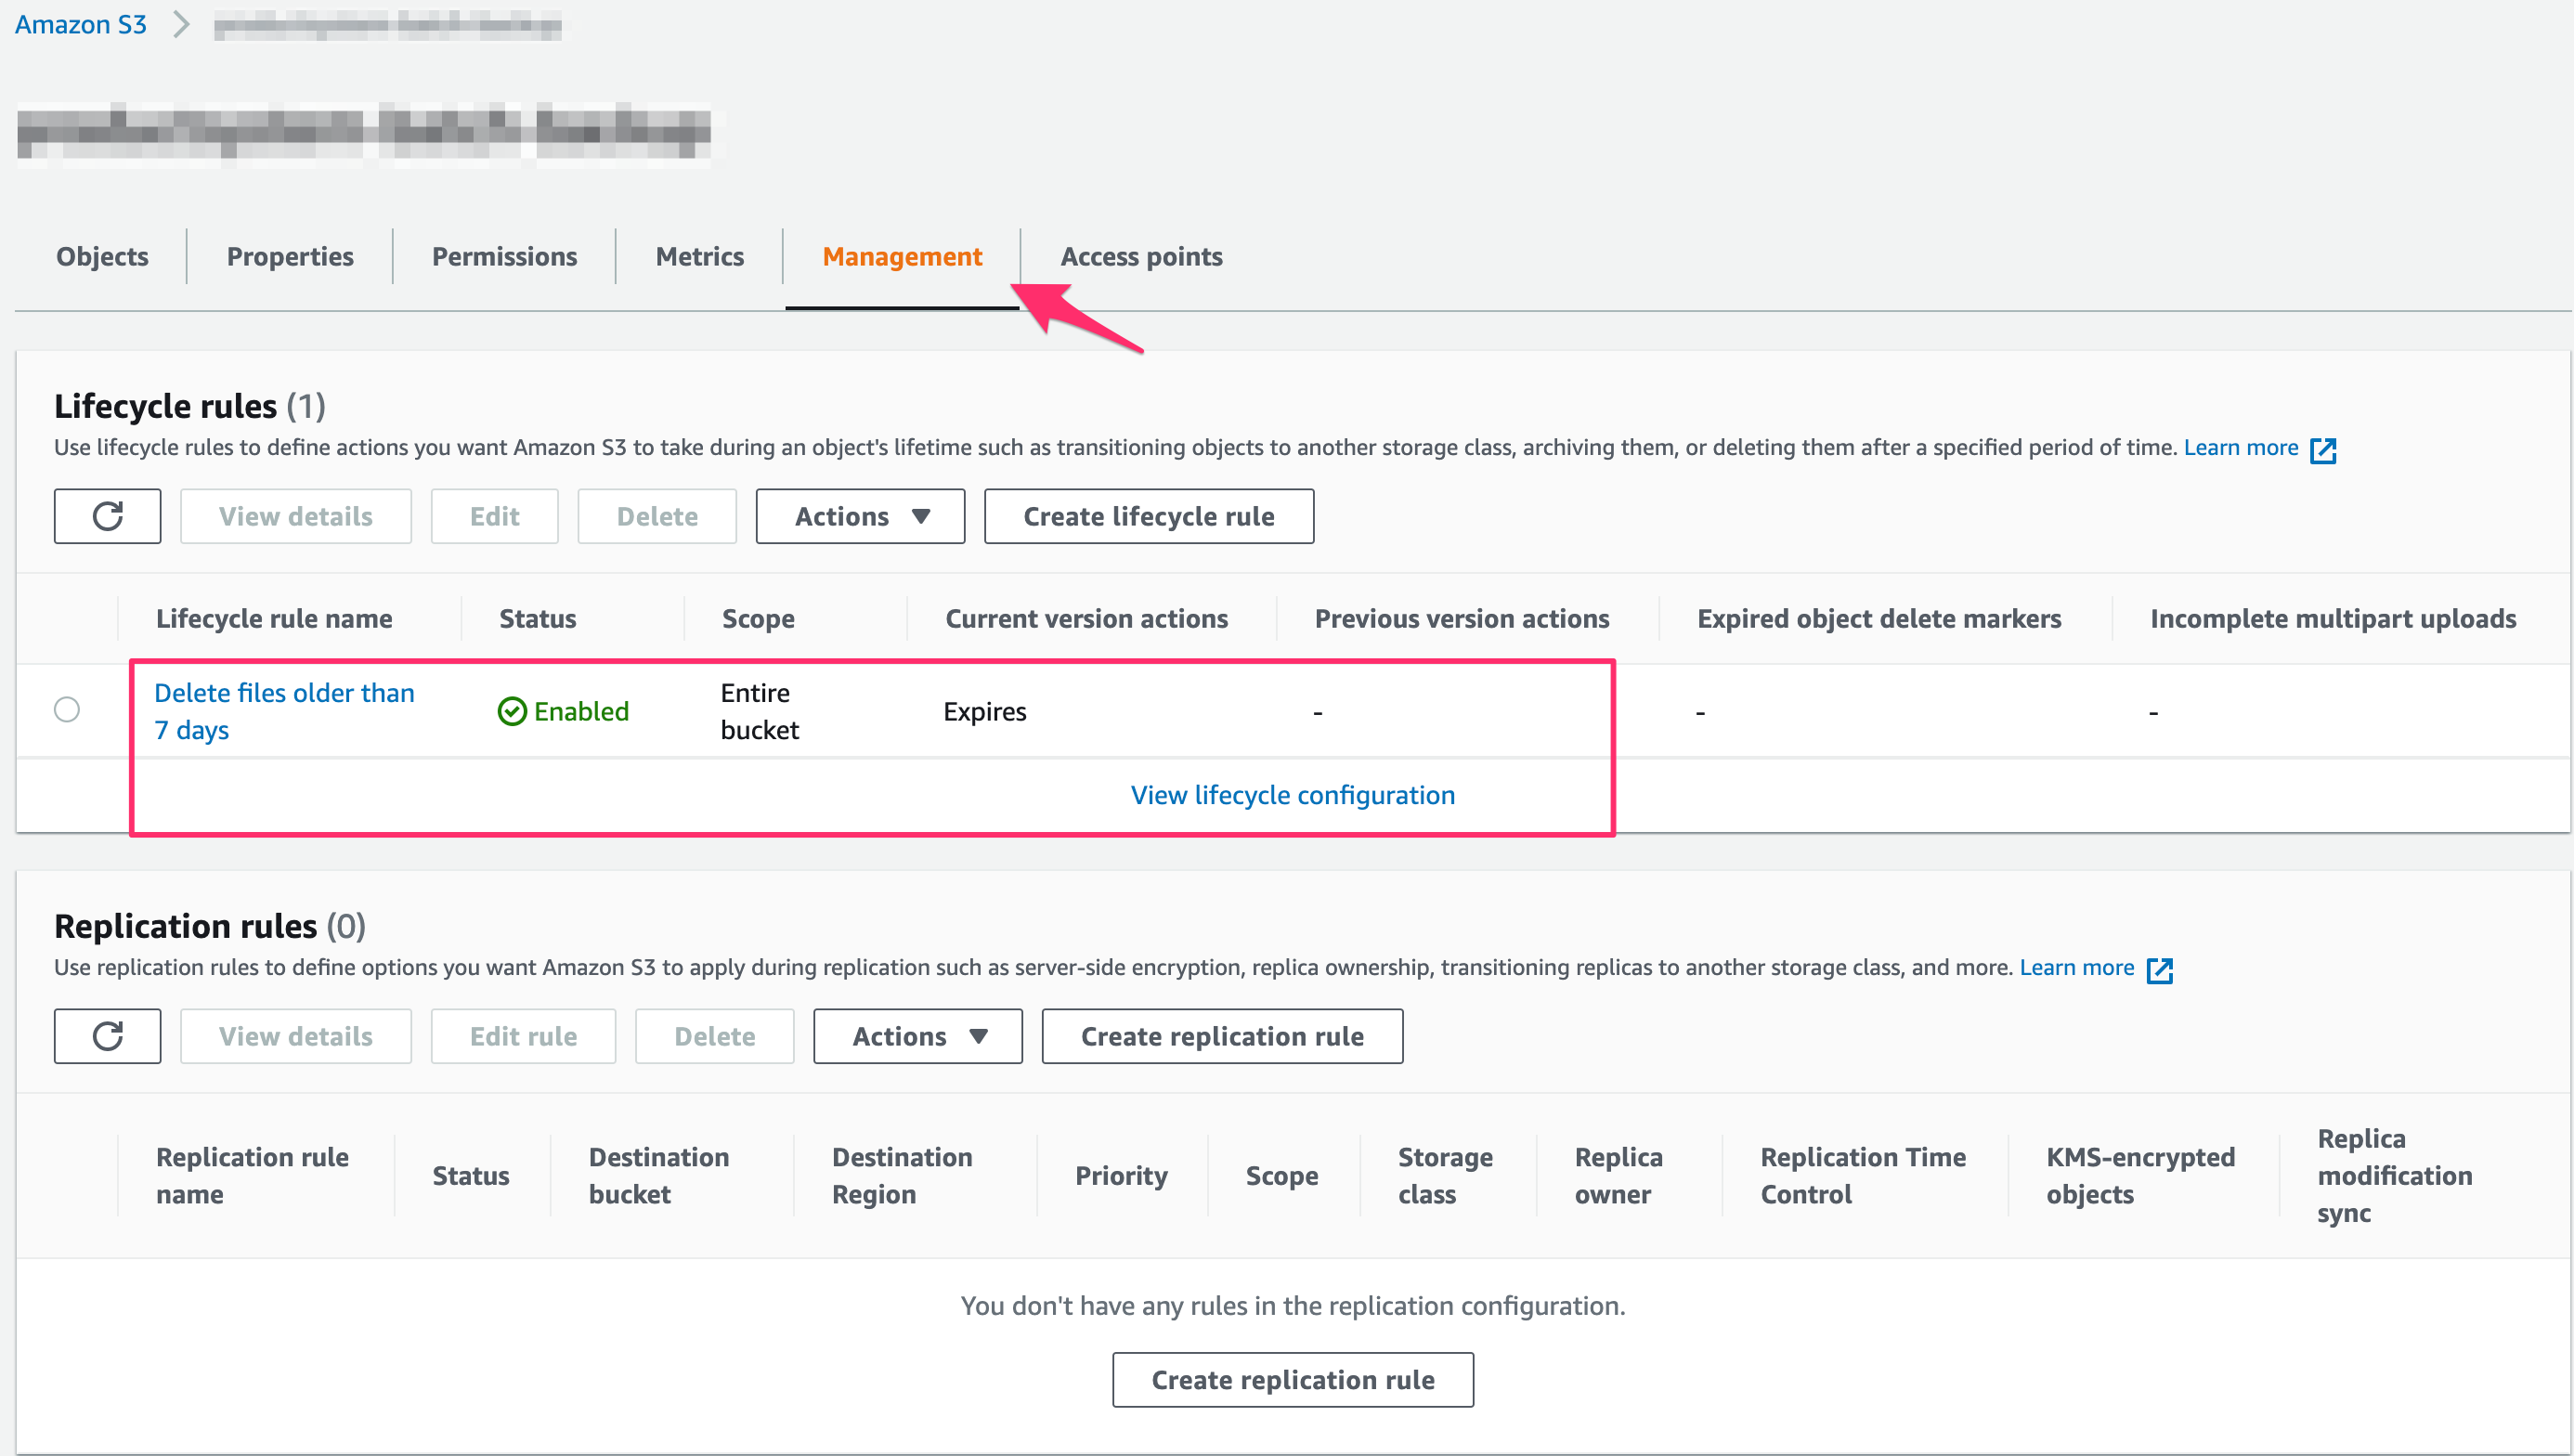 Amazon S3
Objects
Properties
Permissions
Metrics
Management
Access points
Lifecycle rules (1)
Use lifecycle rules to define actions you want Amazon S3 to take during an object's lifetime such as transitioning objects to another storage class, archiving them, or deleting them after a specified period of time. Learn more
View details
Edit
Delete
Actions
Create lifecycle rule
Lifecycle rule name
Status
Scope
Current version actions
Previous version actions
Expired object delete markers
Incomplete multipart uploads
Delete files older than
7 days
Enabled
Entire
bucket
Expires
-
-
-
View lifecycle configuration
Replication rules (0)
Use replication rules to define options you want Amazon S3 to apply during replication such as server-side encryption, replica ownership, transitioning replicas to another storage class, and more. Learn more
View details
Edit rule
Delete
Actions
Create replication rule
Replication rule
name
Status
Destination
bucket
Destination
Region
Priority
Scope
Storage
class
Replica
owner
Replication Time
Control
KMS-encrypted
objects
Replica
modification
sync
You don't have any rules in the replication configuration.
Create replication rule